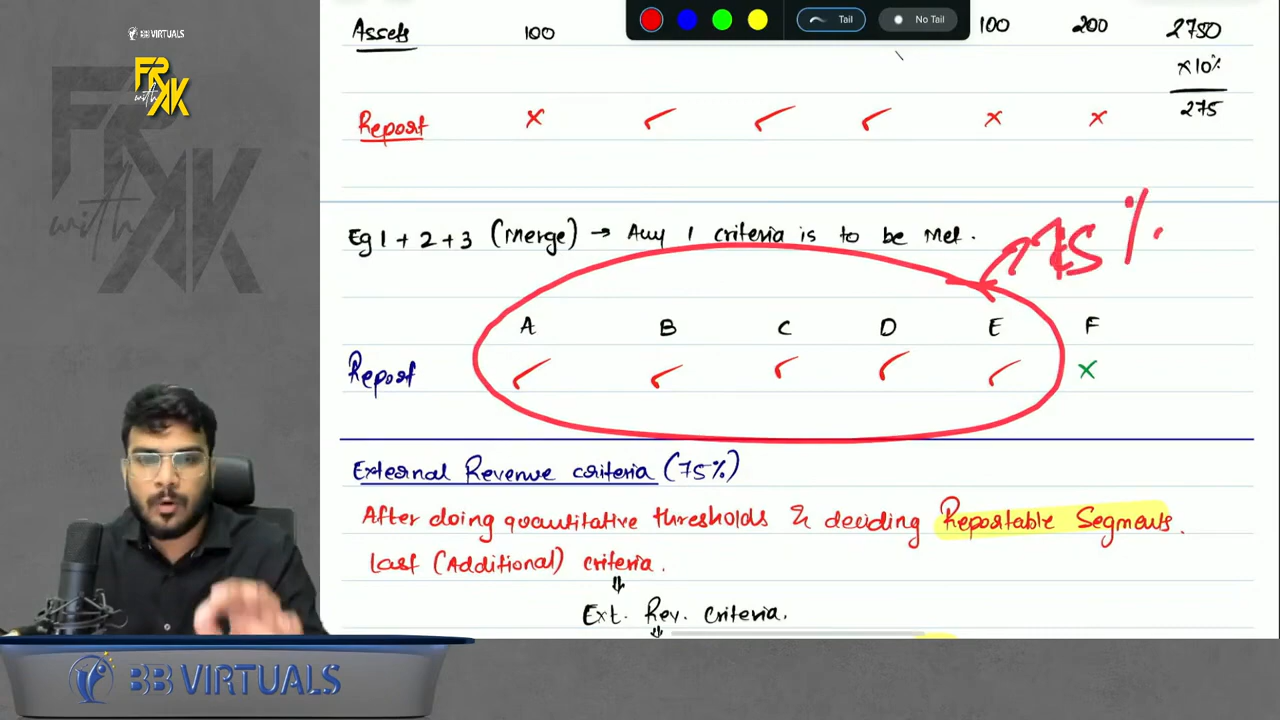 BB VIRTUALS
FR
with
AK
Tail
No Tail
Assets 100 100 200 2750
x10%
275
Report x ✓ ✓ ✓ x x
Eg 1 + 2 + 3 (Merge) → Any 1 criteria is to be met.
75%.
A B C D E F
Report ✓ ✓ ✓ ✓ ✓ x
External Revenue criteria (75%)
After doing quantitative thresholds & deciding Reportable Segments.
last (Additional) criteria.
Ext. Rev. criteria.
BB VIRTUALS